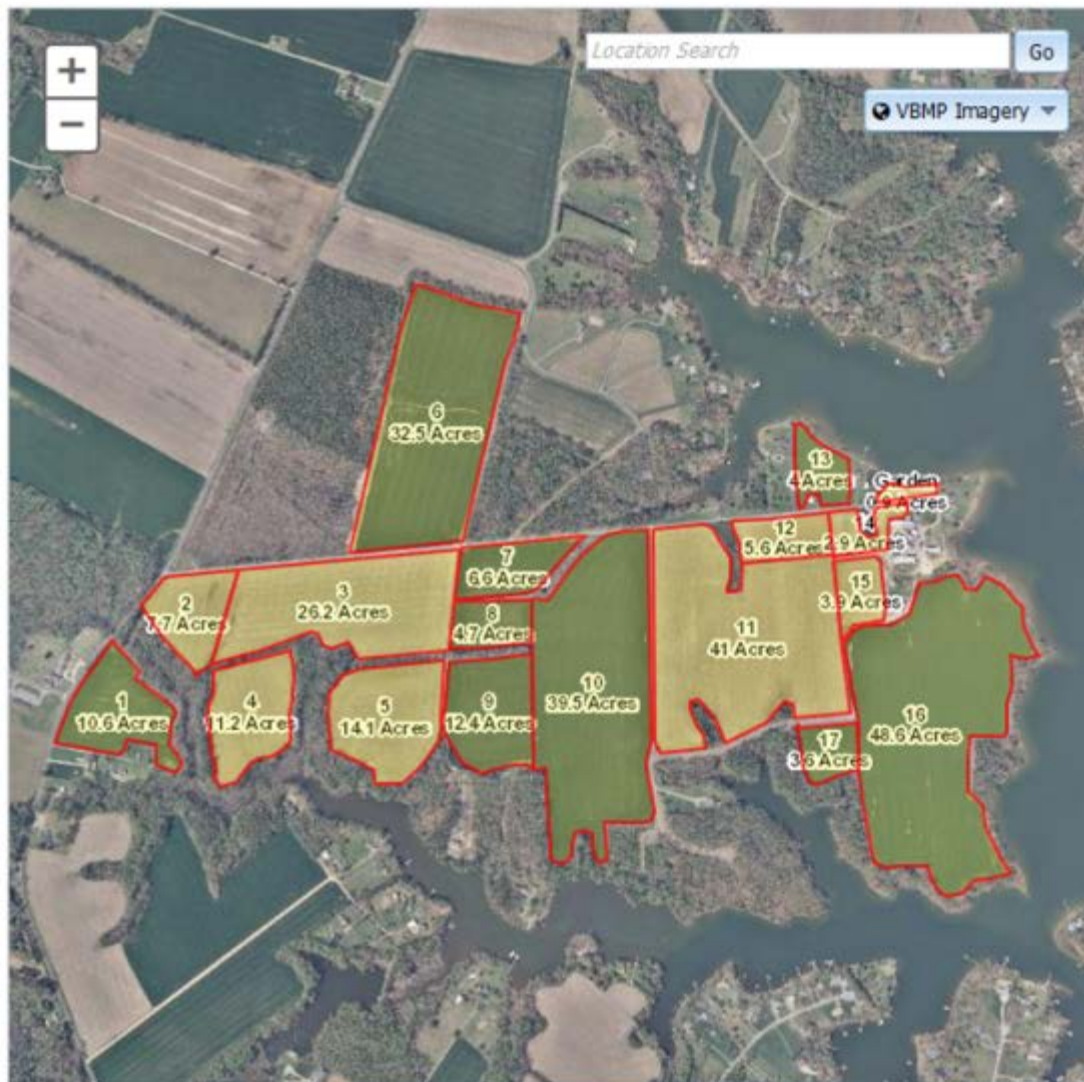 +
Location Search
Go
−
VBMP Imagery
6
32.5 Acres
13
4 Acres
Garden
0.9 Acres
12
5.6 Acres
2.9 Acres
7
6.6 Acres
3
26.2 Acres
2
7.7 Acres
15
3.9 Acres
8
4.7 Acres
11
41 Acres
1
10.6 Acres
4
11.2 Acres
5
14.1 Acres
9
12.4 Acres
10
39.5 Acres
16
48.6 Acres
17
3.6 Acres